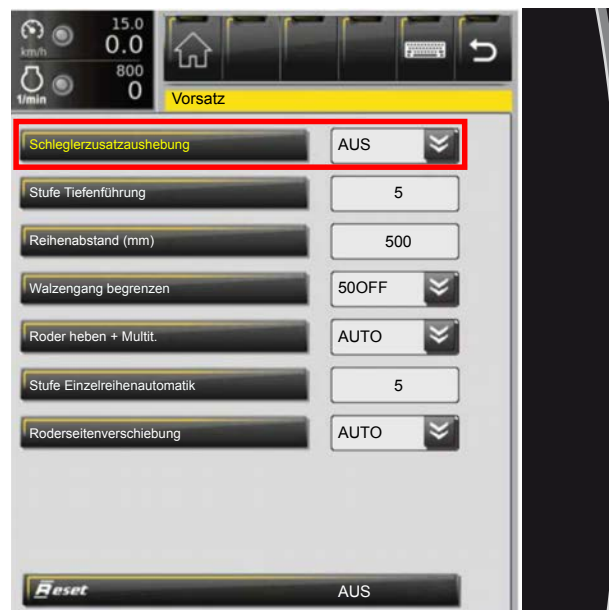 15.0
km/h 0.0
800
1/min 0
Vorsatz
Schleglerzusatzaushebung AUS
Stufe Tiefenführung 5
Reihenabstand (mm) 500
Walzengang begrenzen 50OFF
Roder heben + Multit. AUTO
Stufe Einzelreihenautomatik 5
Roderseitenverschiebung AUTO
Reset AUS